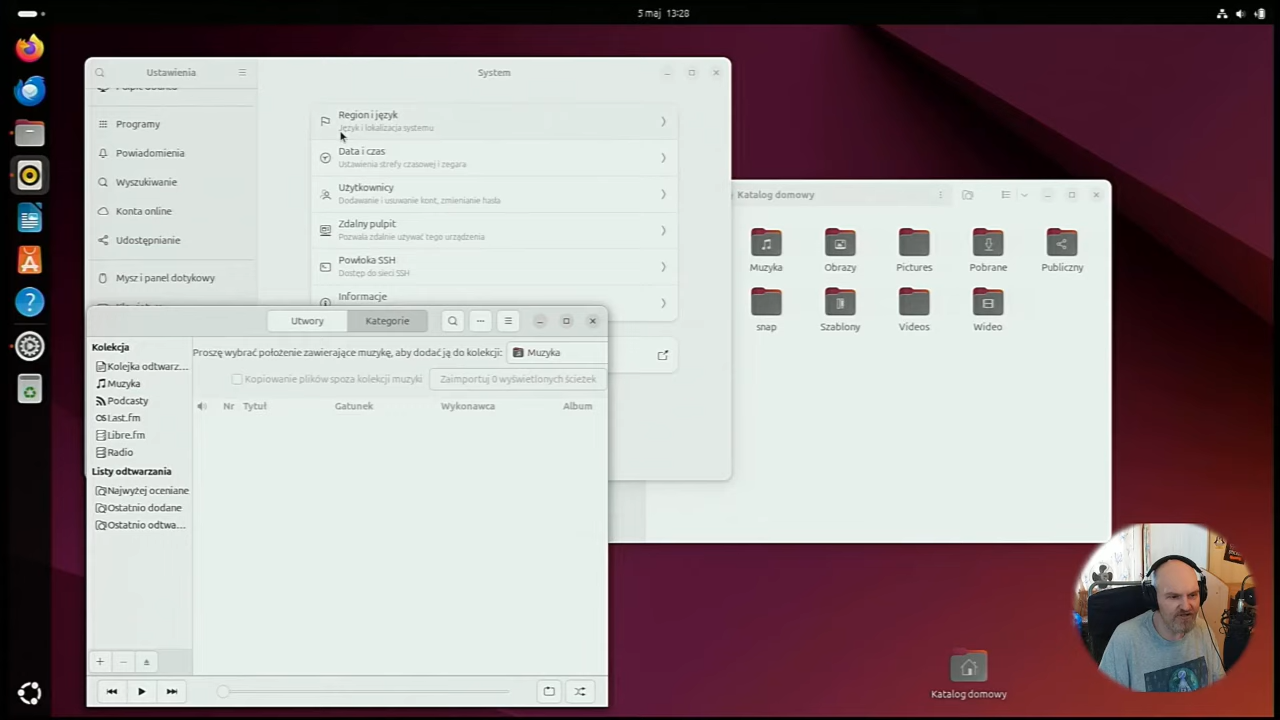 5 maj 13:28
Ustawienia
System
Programy
Powiadomienia
Wyszukiwanie
Konta online
Udostępnianie
Mysz i panel dotykowy
Region i język
Język i lokalizacja systemu
Data i czas
Ustawienia strefy czasowej i zegara
Użytkownicy
Dodawanie i usuwanie kont, zmienianie hasła
Zdalny pulpit
Pozwala zdalnie używać tego urządzenia
Powłoka SSH
Dostęp do sieci SSH
Informacje
Katalog domowy
Muzyka
Obrazy
Pictures
Pobrane
Publiczny
snap
Szablony
Videos
Wideo
Utwory
Kategorie
Kolekcja
Kolejka odtwarz...
Muzyka
Podcasty
Last.fm
Libre.fm
Radio
Listy odtwarzania
Najwyżej oceniane
Ostatnio dodane
Ostatnio odtwa...
Proszę wybrać położenie zawierające muzykę, aby dodać ją do kolekcji:
Muzyka
Kopiowanie plików spoza kolekcji muzyki
Zaimportuj 0 wyświetlonych ścieżek
Nr Tytuł Gatunek Wykonawca Album
Katalog domowy